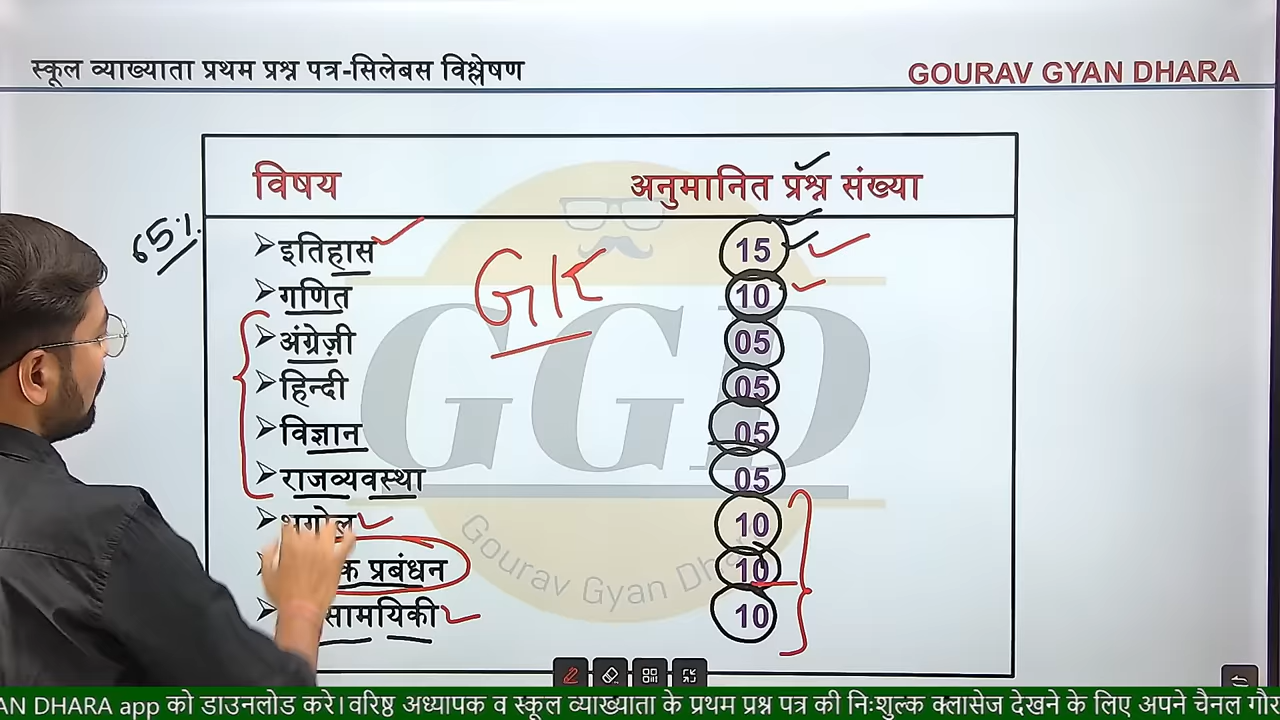 स्कूल व्याख्याता प्रथम प्रश्न पत्र-सिलेबस विश्लेषण GOURAV GYAN DHARA
विषय अनुमानित प्रश्न संख्या
65%
इतिहास 15
गणित 10
अंग्रेज़ी 05
हिन्दी 05
विज्ञान 05
राजव्यवस्था 05
भूगोल 10
प्रबंधन 10
सामयिकी 10
GK
GGD
Gourav Gyan
AN DHARA app को डाउनलोड करे।वरिष्ठ अध्यापक व स्कूल व्याख्याता के प्रथम प्रश्न पत्र की निःशुल्क क्लासेज देखने के लिए अपने चैनल गौर